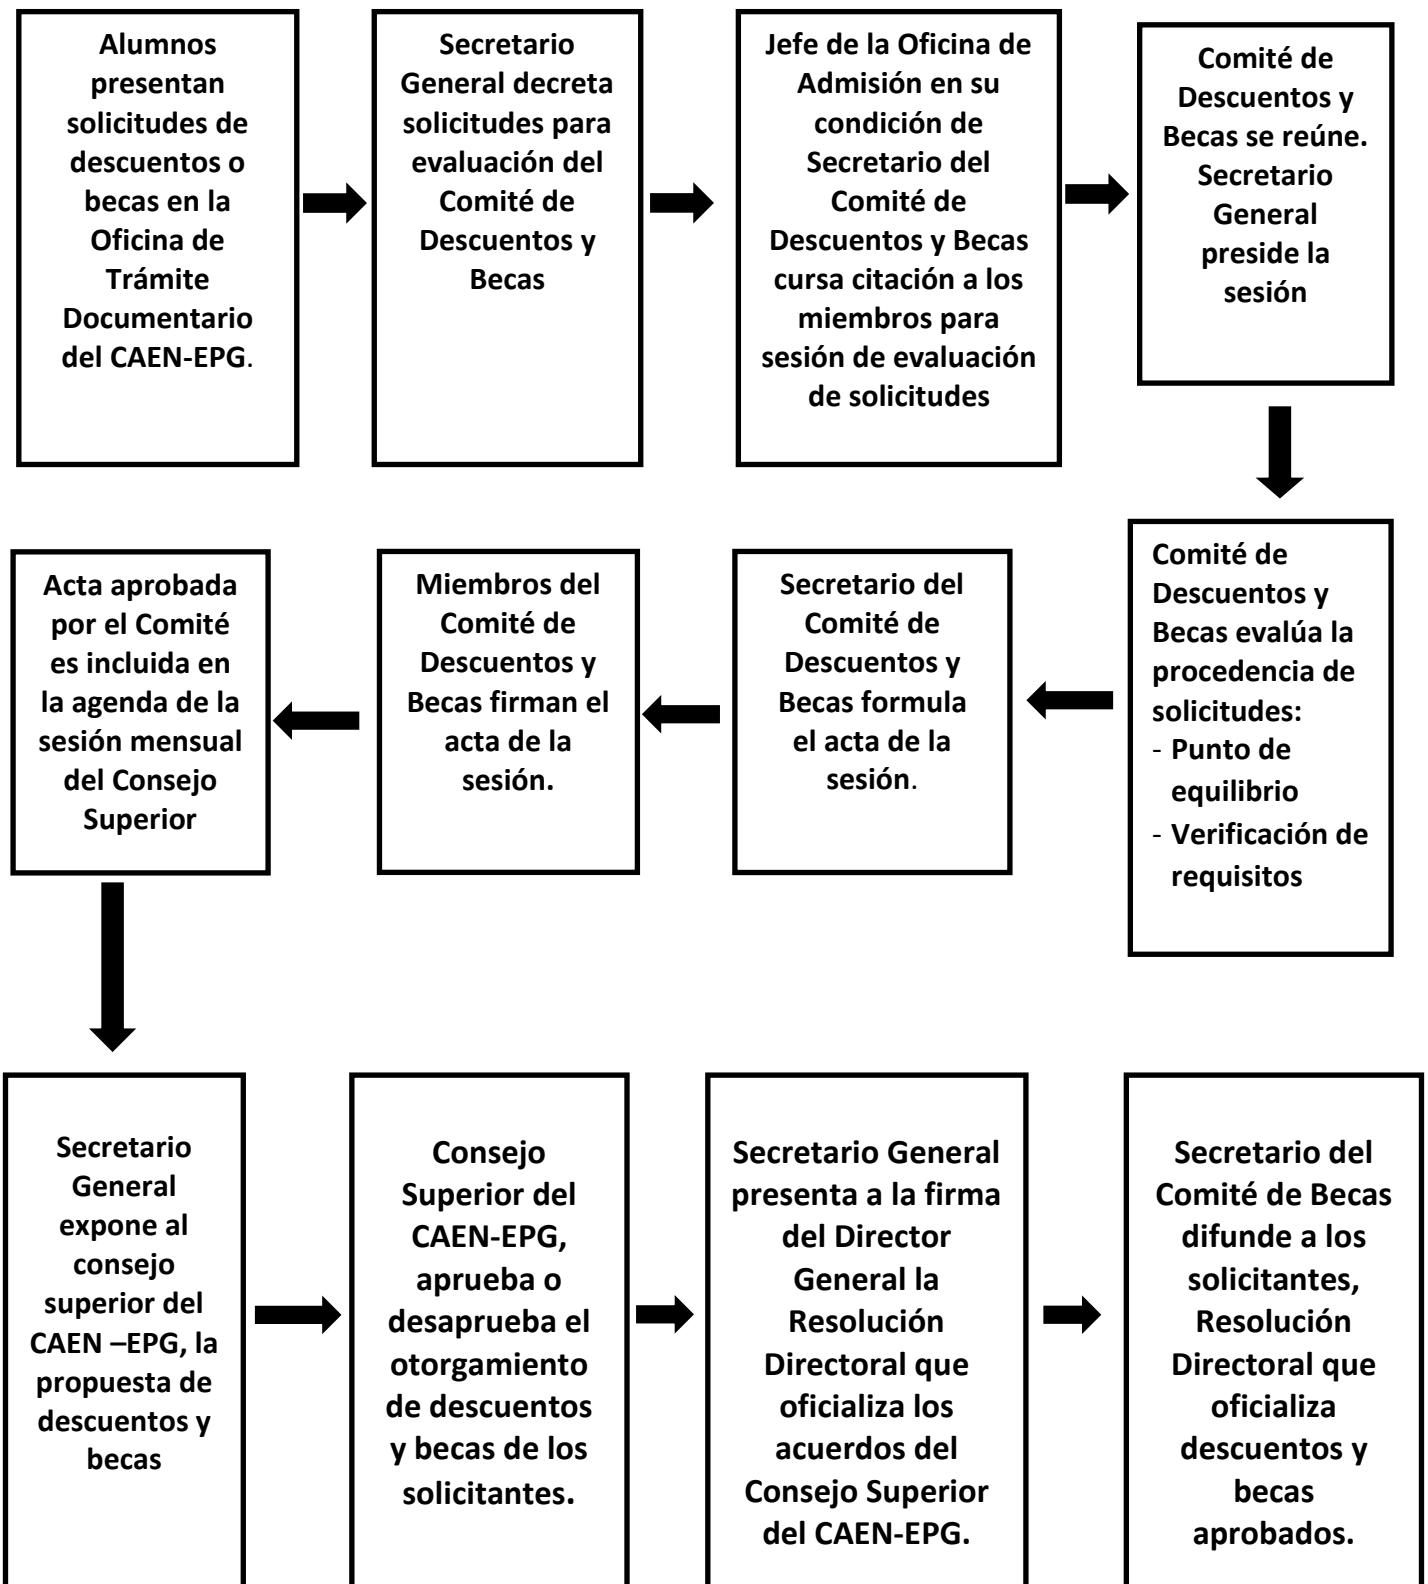 Alumnos
presentan
solicitudes de
descuentos o
becas en la
Oficina de
Trámite
Documentario
del CAEN-EPG.
Secretario
General decreta
solicitudes para
evaluación del
Comité de
Descuentos y
Becas
Jefe de la Oficina de
Admisión en su
condición de
Secretario del
Comité de
Descuentos y Becas
cursa citación a los
miembros para
sesión de evaluación
de solicitudes
Comité de
Descuentos y
Becas se reúne.
Secretario
General
preside la
sesión
Comité de
Descuentos y
Becas evalúa la
procedencia de
solicitudes:
- Punto de
equilibrio
- Verificación de
requisitos
Secretario del
Comité de
Descuentos y
Becas formula
el acta de la
sesión.
Miembros del
Comité de
Descuentos y
Becas firman el
acta de la
sesión.
Acta aprobada
por el Comité
es incluida en
la agenda de la
sesión mensual
del Consejo
Superior
Secretario
General
expone al
consejo
superior del
CAEN –EPG, la
propuesta de
descuentos y
becas
Consejo
Superior del
CAEN-EPG,
aprueba o
desaprueba el
otorgamiento
de descuentos
y becas de los
solicitantes.
Secretario General
presenta a la firma
del Director
General la
Resolución
Directoral que
oficializa los
acuerdos del
Consejo Superior
del CAEN-EPG.
Secretario del
Comité de Becas
difunde a los
solicitantes,
Resolución
Directoral que
oficializa
descuentos y
becas
aprobados.